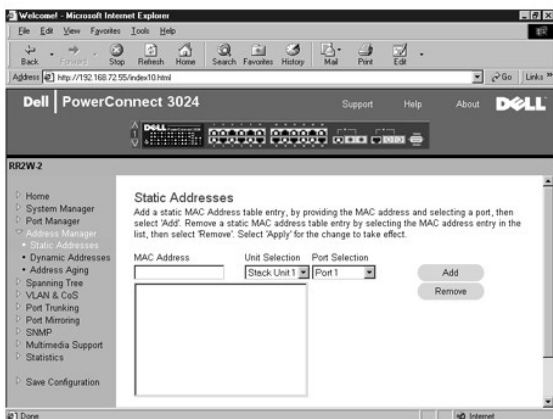 Welcome! - Microsoft Internet Explorer
File Edit View Favorites Tools Help
Back Forward Stop Refresh Home Search Favorites History Mail Print Edit
Address http://192.168.72.55/index10.html Go Links »
Dell PowerConnect 3024 Support Help About DELL
DELL
RR2W-2
Home
System Manager
Port Manager
Address Manager
Static Addresses
Dynamic Addresses
Address Aging
Spanning Tree
VLAN & CoS
Port Trunking
Port Mirroring
SNMP
Multimedia Support
Statistics
Save Configuration
Static Addresses
Add a static MAC Address table entry, by providing the MAC address and selecting a port, then
select 'Add'. Remove a static MAC address table entry by selecting the MAC address entry in the
list, then select 'Remove'. Select 'Apply' for the change to take effect.
MAC Address Unit Selection Port Selection
Stack Unit 1 Port 1 Add
Remove
Done Internet